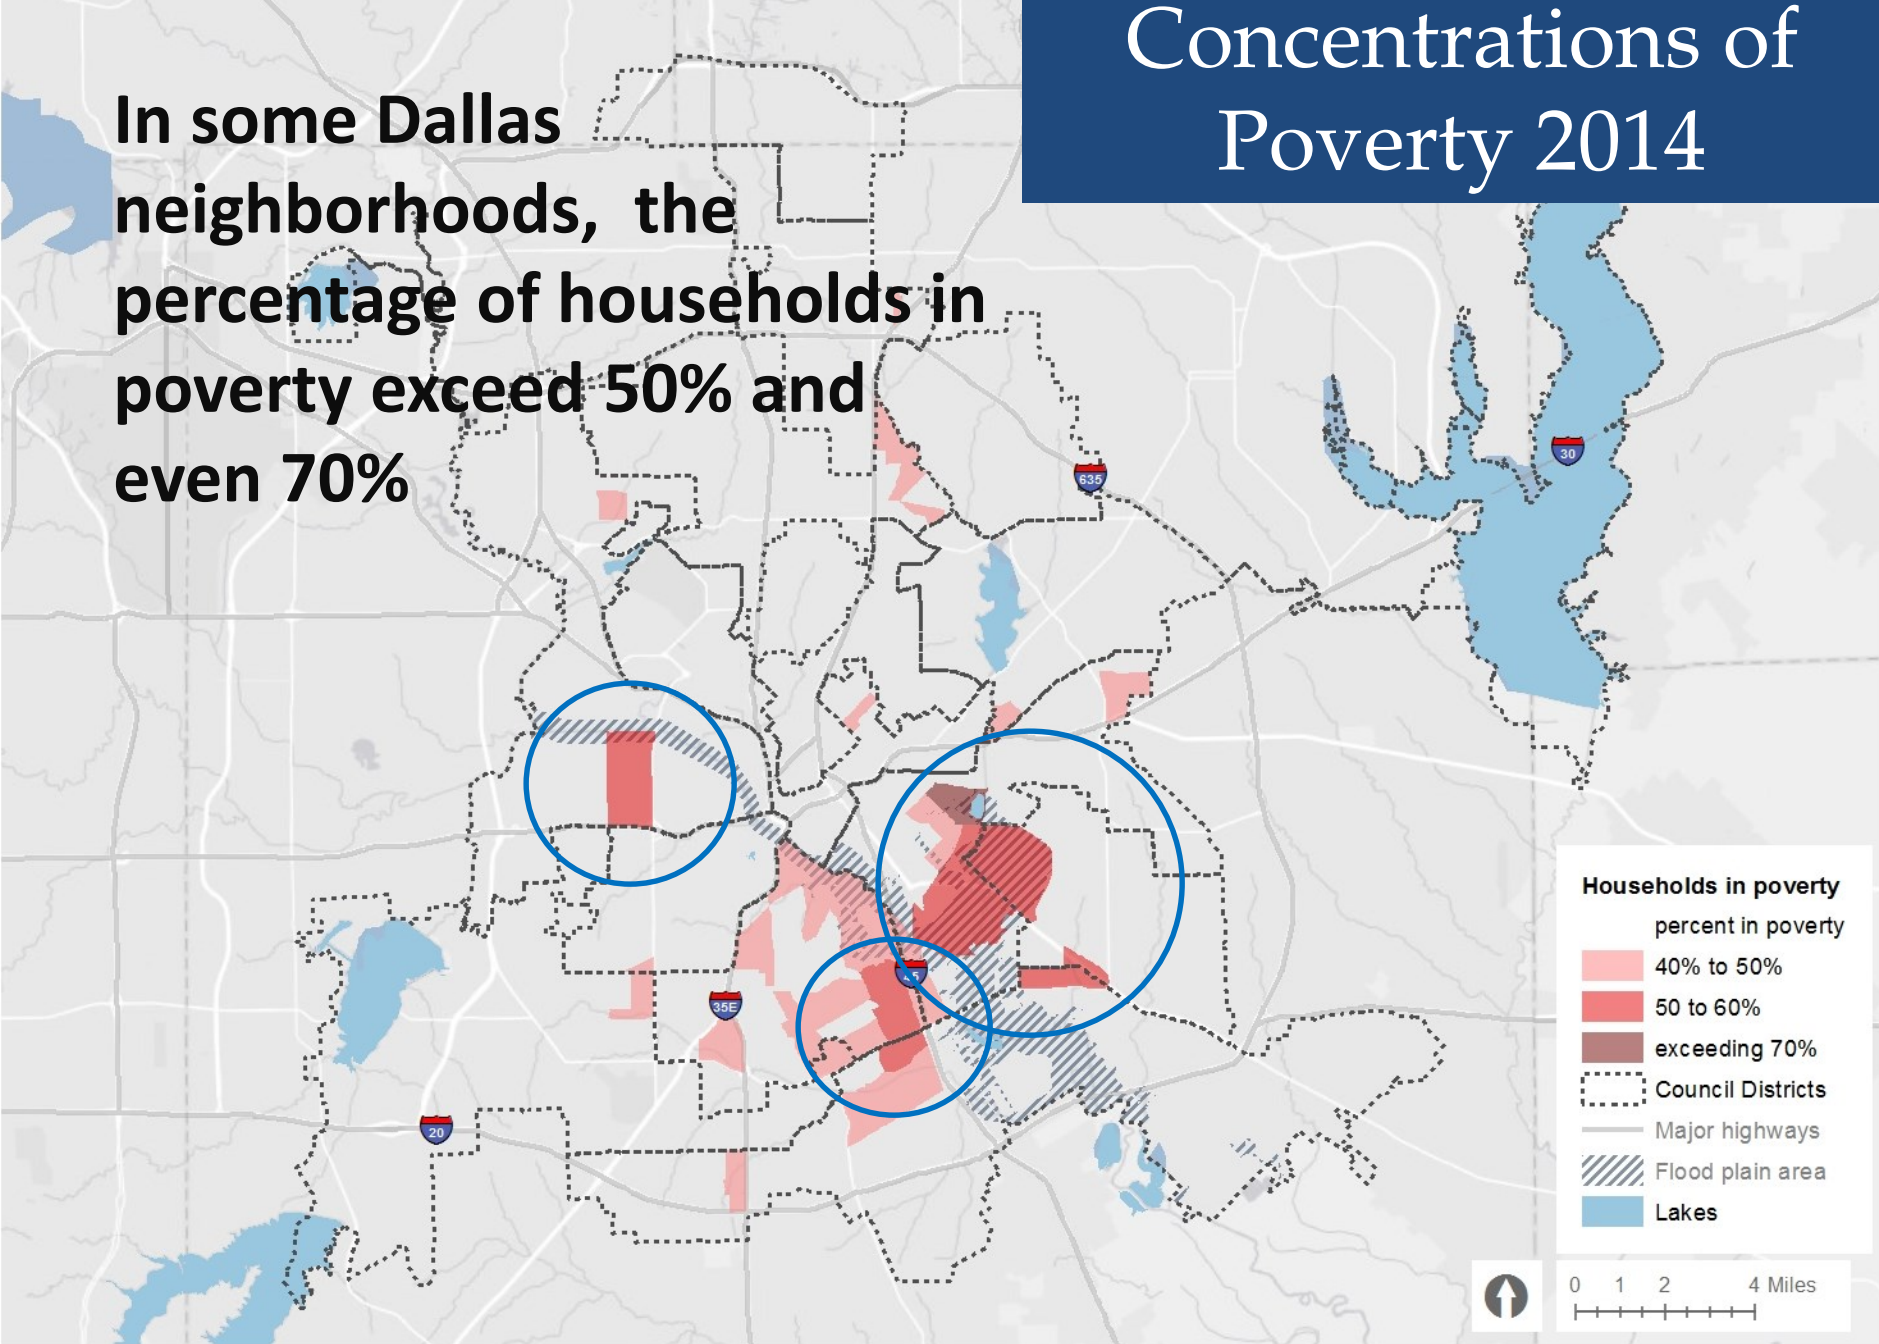 Concentrations of
Poverty 2014
In some Dallas
neighborhoods, the
percentage of households in
poverty exceed 50% and
even 70%
30
635
35E
20
Households in poverty
percent in poverty
40% to 50%
50 to 60%
exceeding 70%
Council Districts
Major highways
Flood plain area
Lakes
0 1 2 4 Miles